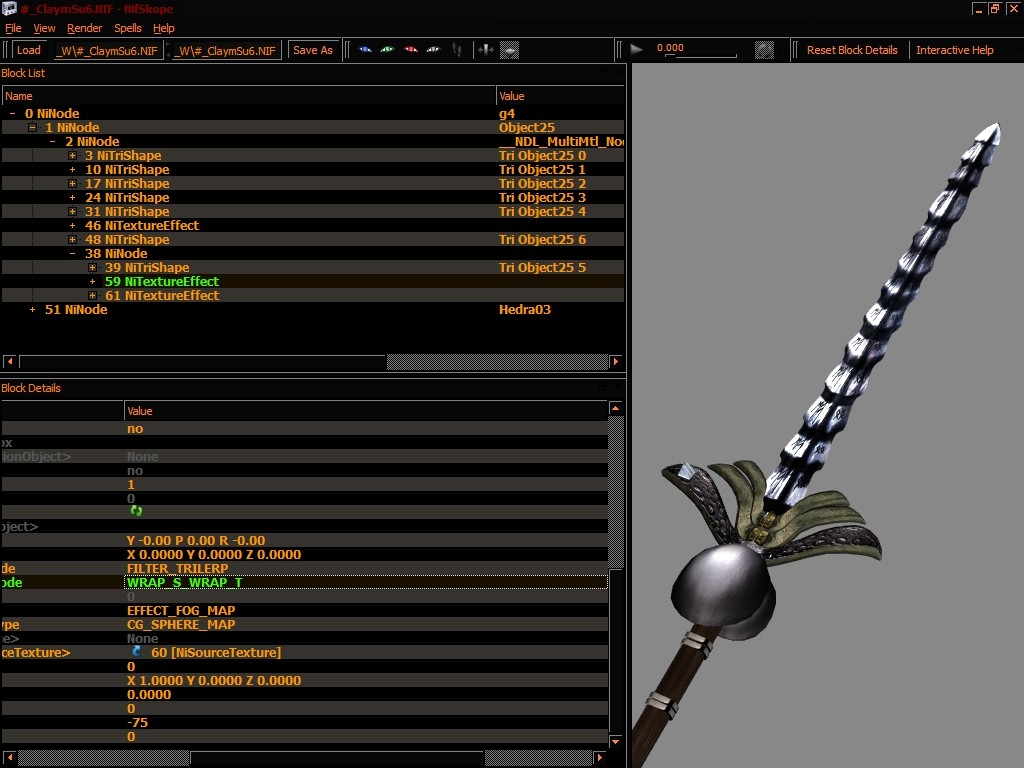 #_ClaymSu6.NIF - NifSkope
File View Render Spells Help
Load _W\#_ClaymSu6.NIF _W\#_ClaymSu6.NIF Save As 0.000 Reset Block Details Interactive Help
Block List
Name Value
0 NiNode g4
1 NiNode Object25
2 NiNode __NDL_MultiMtl_Noc
3 NiTriShape Tri Object25 0
10 NiTriShape Tri Object25 1
17 NiTriShape Tri Object25 2
24 NiTriShape Tri Object25 3
31 NiTriShape Tri Object25 4
46 NiTextureEffect
48 NiTriShape Tri Object25 6
38 NiNode
39 NiTriShape Tri Object25 5
59 NiTextureEffect
61 NiTextureEffect
51 NiNode Hedra03
Block Details
Value
no
ox
ionObject> None
no
1
0
bject>
Y -0.00 P 0.00 R -0.00
X 0.0000 Y 0.0000 Z 0.0000
de FILTER_TRILERP
ode WRAP_S_WRAP_T
0
EFFECT_FOG_MAP
ype CG_SPHERE_MAP
e> None
ceTexture> 60 [NiSourceTexture]
0
X 1.0000 Y 0.0000 Z 0.0000
0.0000
0
-75
0